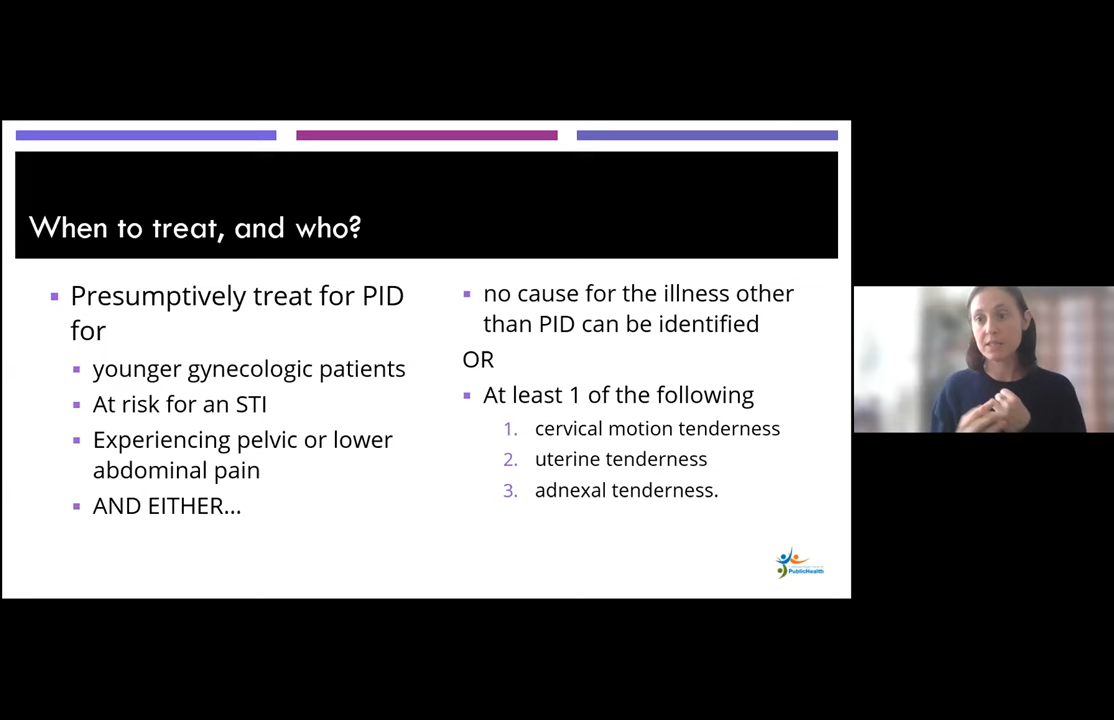 When to treat, and who?
Presumptively treat for PID
for
younger gynecologic patients
At risk for an STI
Experiencing pelvic or lower
abdominal pain
AND EITHER...
no cause for the illness other
than PID can be identified
OR
At least 1 of the following
1. cervical motion tenderness
2. uterine tenderness
3. adnexal tenderness.
PublicHealth